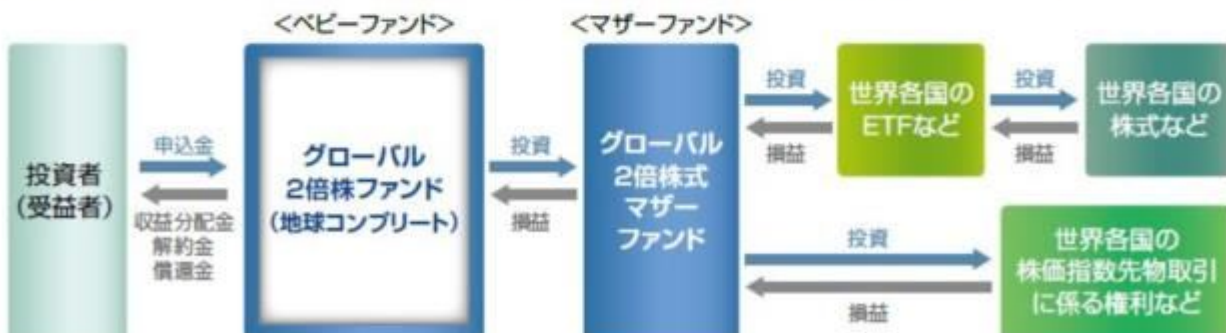 <ベビーファンド>
<マザーファンド>
投資者
(受益者)
申込金
収益分配金
解約金
償還金
グローバル
2倍株ファンド
(地球コンプリート)
投資
損益
グローバル
2倍株式
マザー
ファンド
投資
損益
世界各国の
ETFなど
投資
損益
世界各国の
株式など
投資
損益
世界各国の
株価指数先物取引
に係る権利など